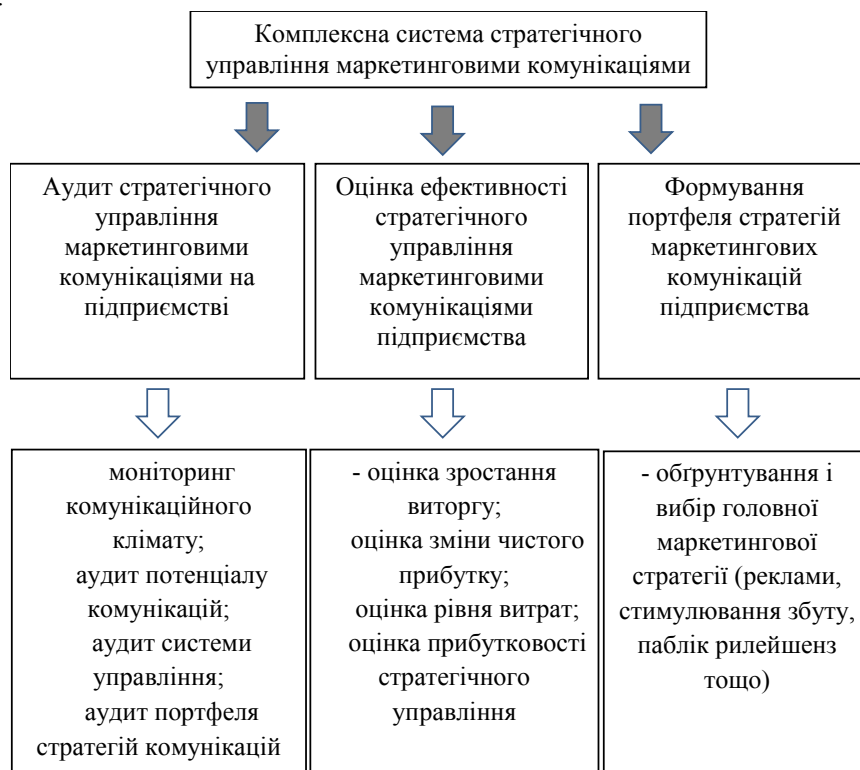 Комплексна система стратегічного
управління маркетинговими комунікаціями
Аудит стратегічного
управління
маркетинговими
комунікаціями на
підприємстві
Оцінка ефективності
стратегічного
управління
маркетинговими
комунікаціями
підприємства
Формування
портфеля стратегій
маркетингових
комунікацій
підприємства
моніторинг
комунікаційного
клімату;
аудит потенціалу
комунікацій;
аудит системи
управління;
аудит портфеля
стратегій комунікацій
- оцінка зростання
виторгу;
оцінка зміни чистого
прибутку;
оцінка рівня витрат;
оцінка прибутковості
стратегічного
управління
- обґрунтування і
вибір головної
маркетингової
стратегії (реклами,
стимулювання збуту,
паблік рилейшенз
тощо)